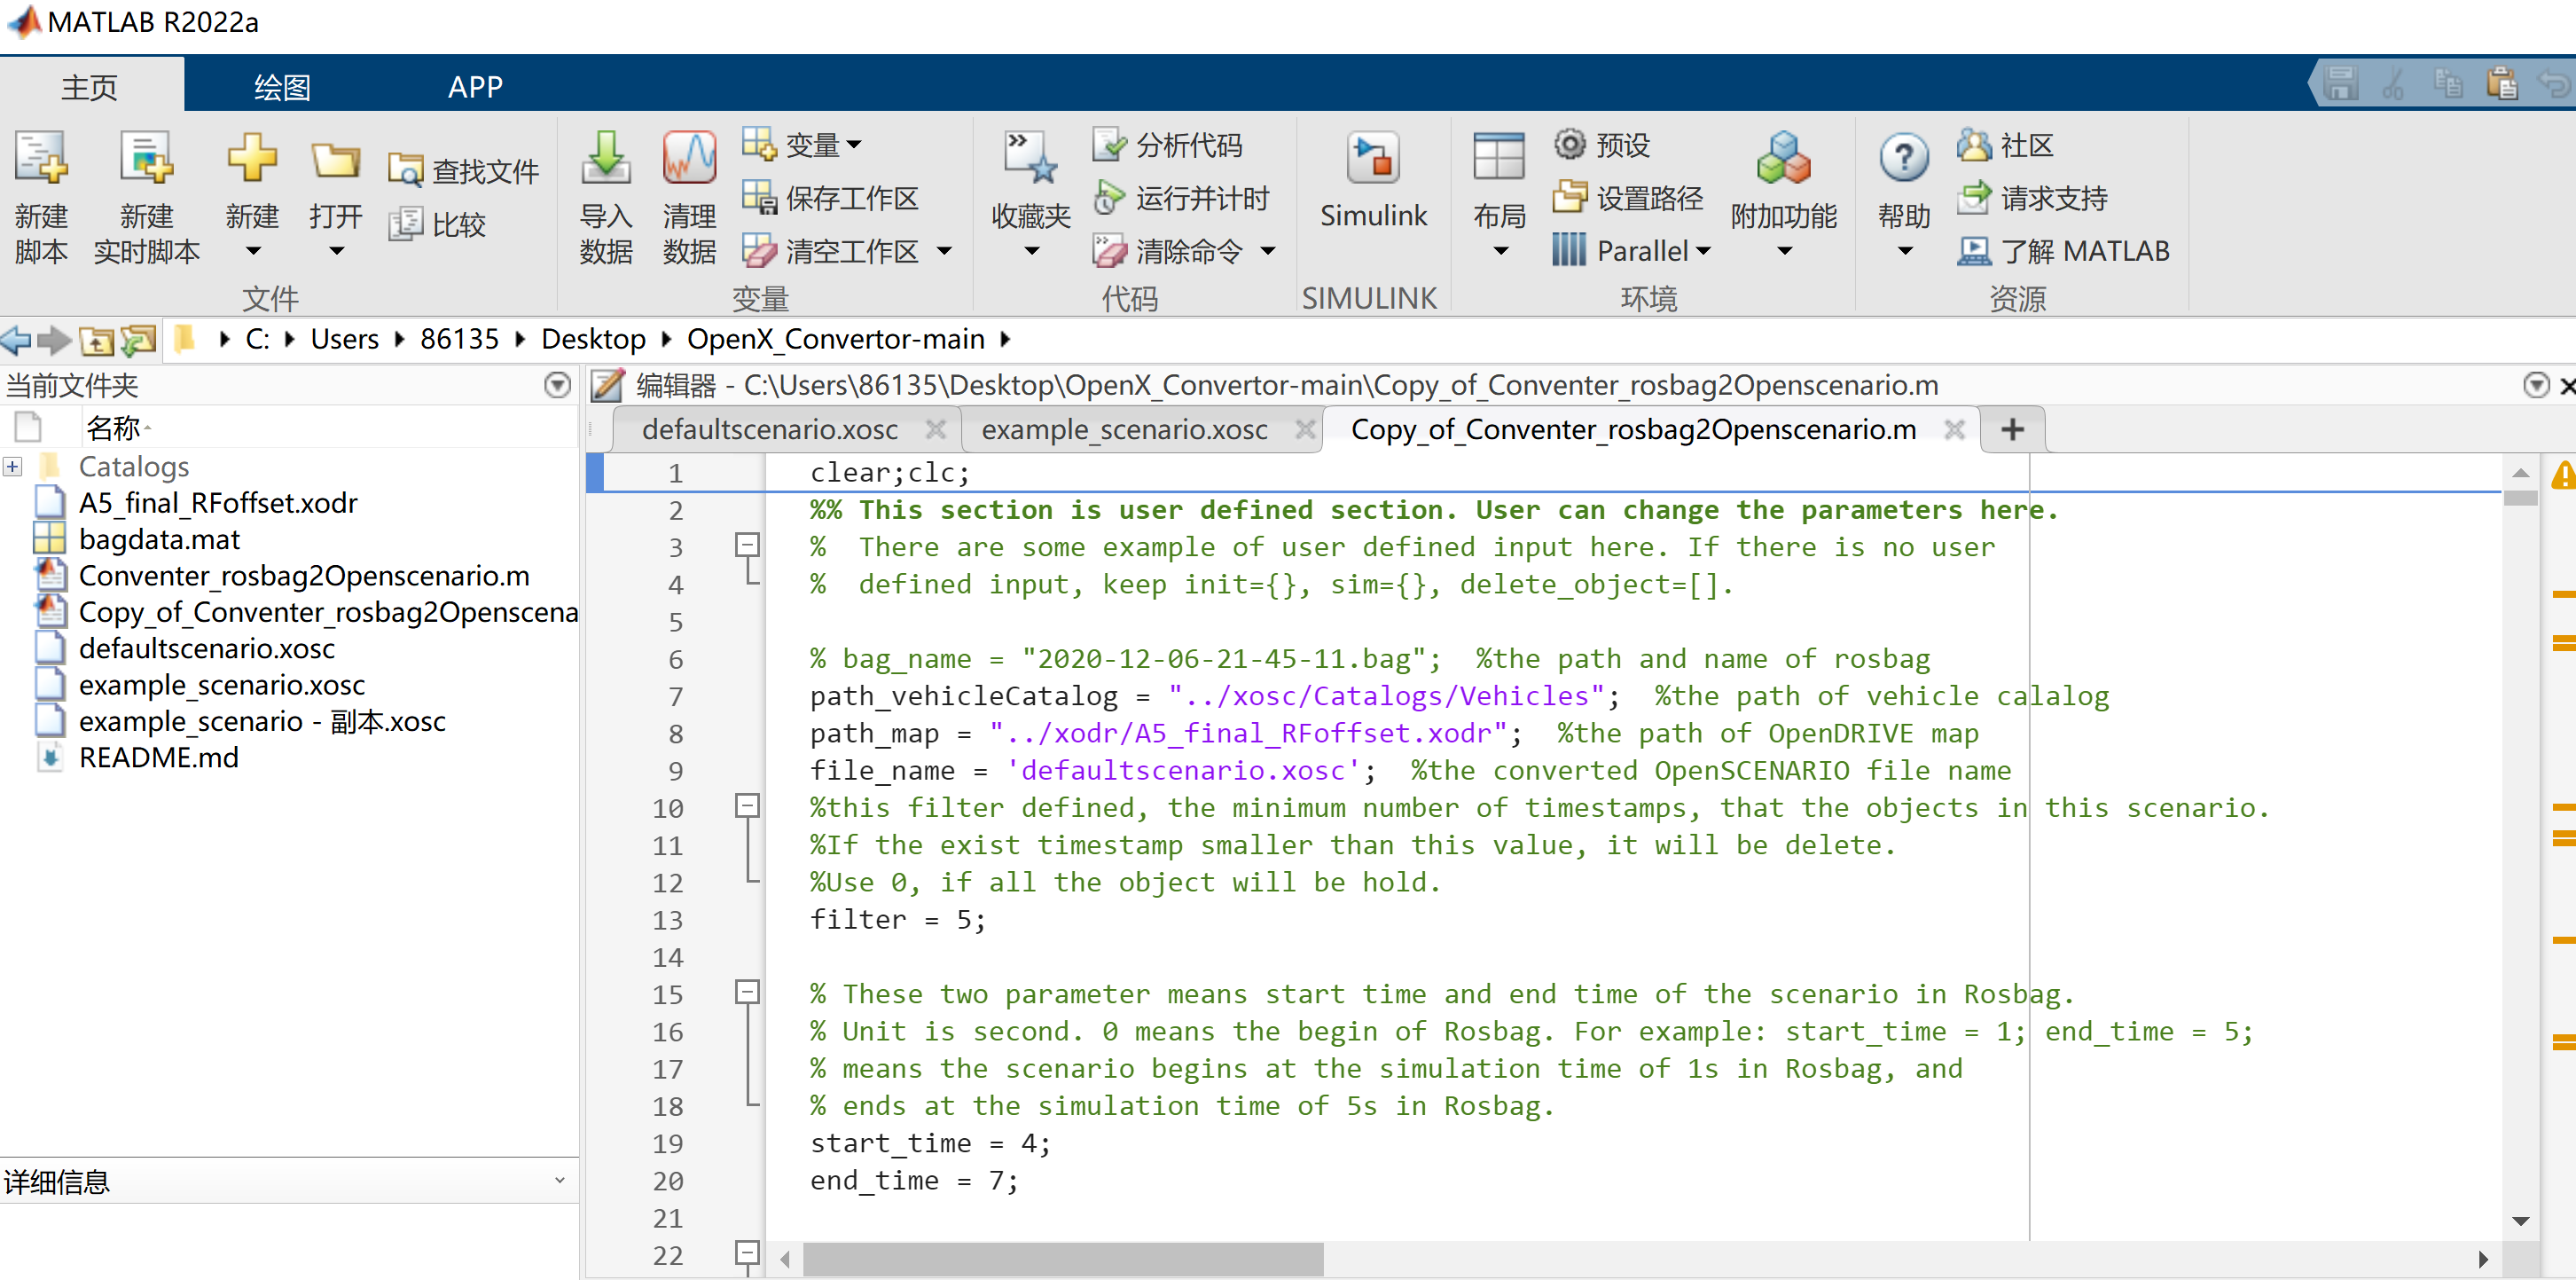 MATLAB R2022a
主页 绘图 APP
新建 脚本
新建 实时脚本
新建
打开
查找文件
比较
文件
导入 数据
清理 数据
变量
保存工作区
清空工作区
变量
收藏夹
分析代码
运行并计时
清除命令
代码
Simulink
SIMULINK
布局
预设
设置路径
Parallel
附加功能
环境
帮助
社区
请求支持
了解 MATLAB
资源
C: Users 86135 Desktop OpenX_Convertor-main
当前文件夹
名称
Catalogs
A5_final_RFoffset.xodr
bagdata.mat
Conventer_rosbag2Openscenario.m
Copy_of_Conventer_rosbag2Openscena
defaultscenario.xosc
example_scenario.xosc
example_scenario - 副本.xosc
README.md
详细信息
编辑器 - C:\Users\86135\Desktop\OpenX_Convertor-main\Copy_of_Conventer_rosbag2Openscenario.m
defaultscenario.xosc example_scenario.xosc Copy_of_Conventer_rosbag2Openscenario.m
1 clear;clc;
2 %% This section is user defined section. User can change the parameters here.
3 % There are some example of user defined input here. If there is no user
4 % defined input, keep init={}, sim={}, delete_object=[].
5
6 % bag_name = "2020-12-06-21-45-11.bag"; %the path and name of rosbag
7 path_vehicleCatalog = "../xosc/Catalogs/Vehicles"; %the path of vehicle calalog
8 path_map = "../xodr/A5_final_RFoffset.xodr"; %the path of OpenDRIVE map
9 file_name = 'defaultscenario.xosc'; %the converted OpenSCENARIO file name
10 %this filter defined, the minimum number of timestamps, that the objects in this scenario.
11 %If the exist timestamp smaller than this value, it will be delete.
12 %Use 0, if all the object will be hold.
13 filter = 5;
14
15 % These two parameter means start time and end time of the scenario in Rosbag.
16 % Unit is second. 0 means the begin of Rosbag. For example: start_time = 1; end_time = 5;
17 % means the scenario begins at the simulation time of 1s in Rosbag, and
18 % ends at the simulation time of 5s in Rosbag.
19 start_time = 4;
20 end_time = 7;
21
22